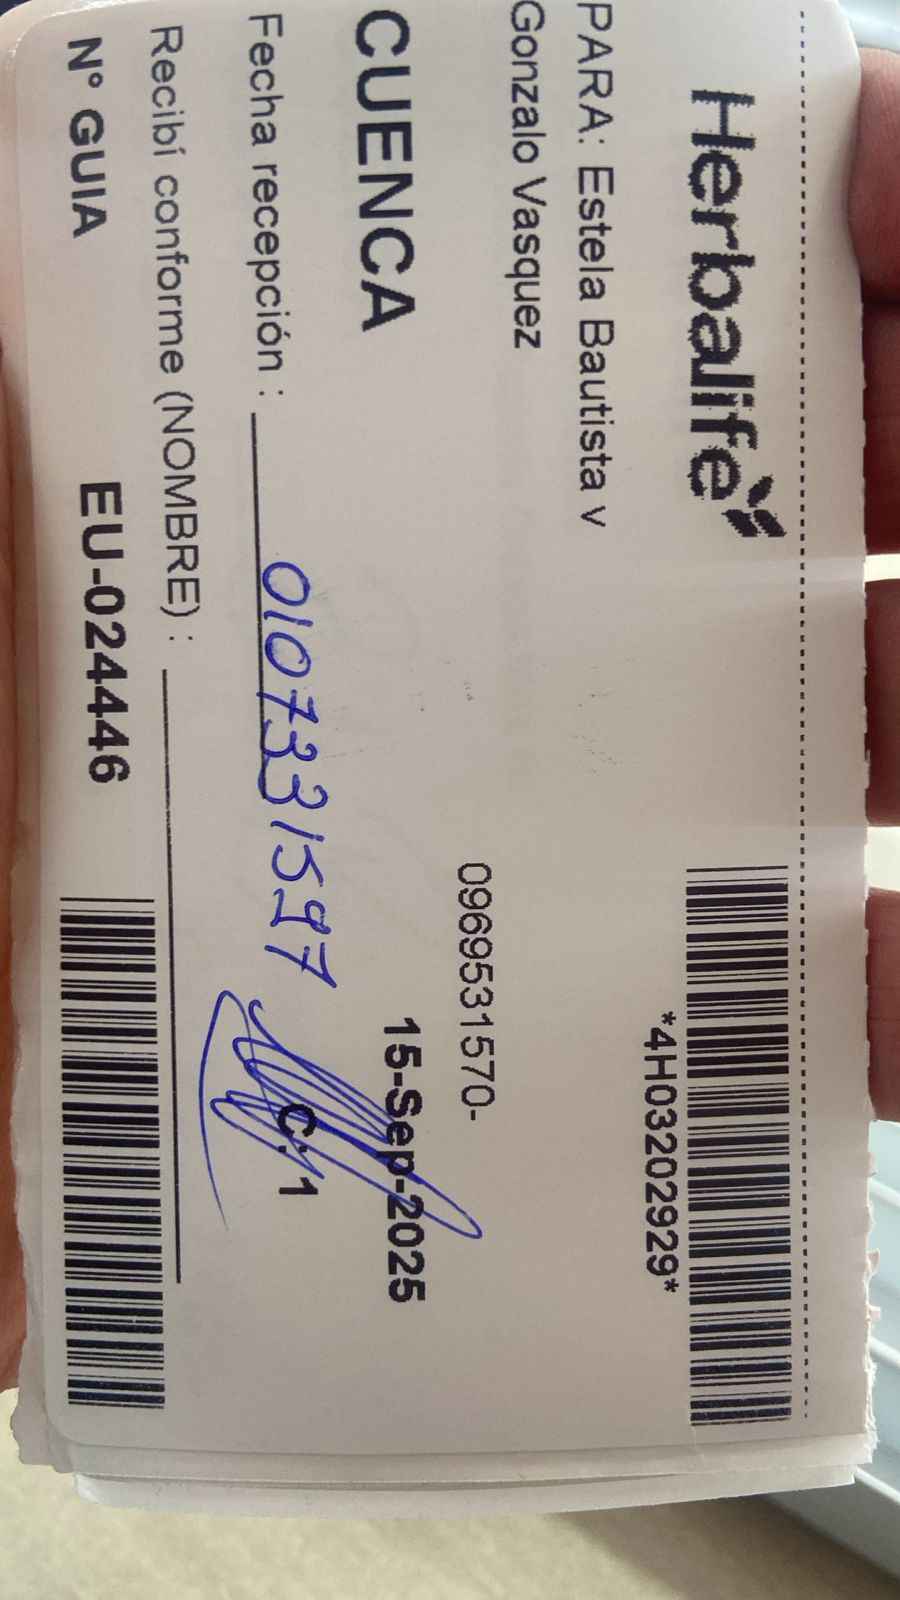 Herbalife
*4H03202929*
PARA: Estela Bautista v
Gonzalo Vasquez
0969531570-
CUENCA
15-Sep-2025
Fecha recepción : 0107331597
C: 1
Recibí conforme (NOMBRE) :
N° GUIA EU-024446